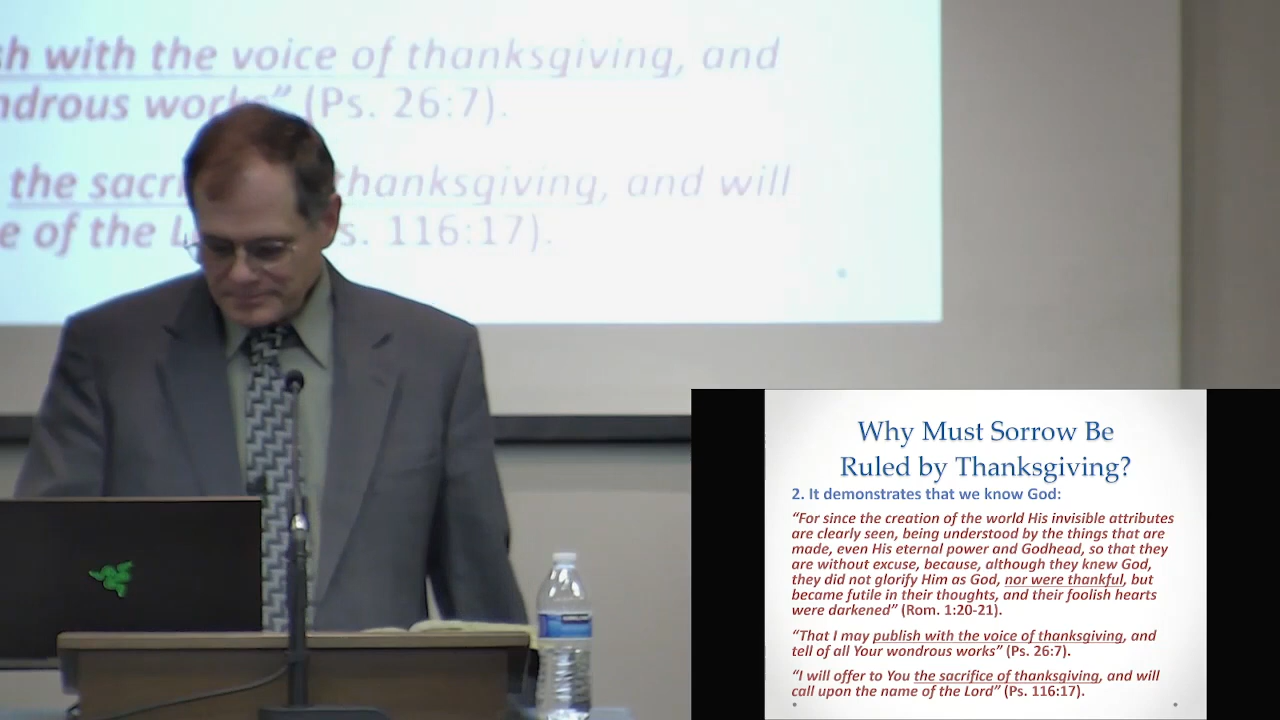 sh with the voice of thanksgiving, and
ndrous works” (Ps. 26:7).
the sacri thanksgiving, and will
e of the L s. 116:17).
Why Must Sorrow Be
Ruled by Thanksgiving?
2. It demonstrates that we know God:
“For since the creation of the world His invisible attributes
are clearly seen, being understood by the things that are
made, even His eternal power and Godhead, so that they
are without excuse, because, although they knew God,
they did not glorify Him as God, nor were thankful, but
became futile in their thoughts, and their foolish hearts
were darkened” (Rom. 1:20-21).
“That I may publish with the voice of thanksgiving, and
tell of all Your wondrous works” (Ps. 26:7).
“I will offer to You the sacrifice of thanksgiving, and will
call upon the name of the Lord” (Ps. 116:17).